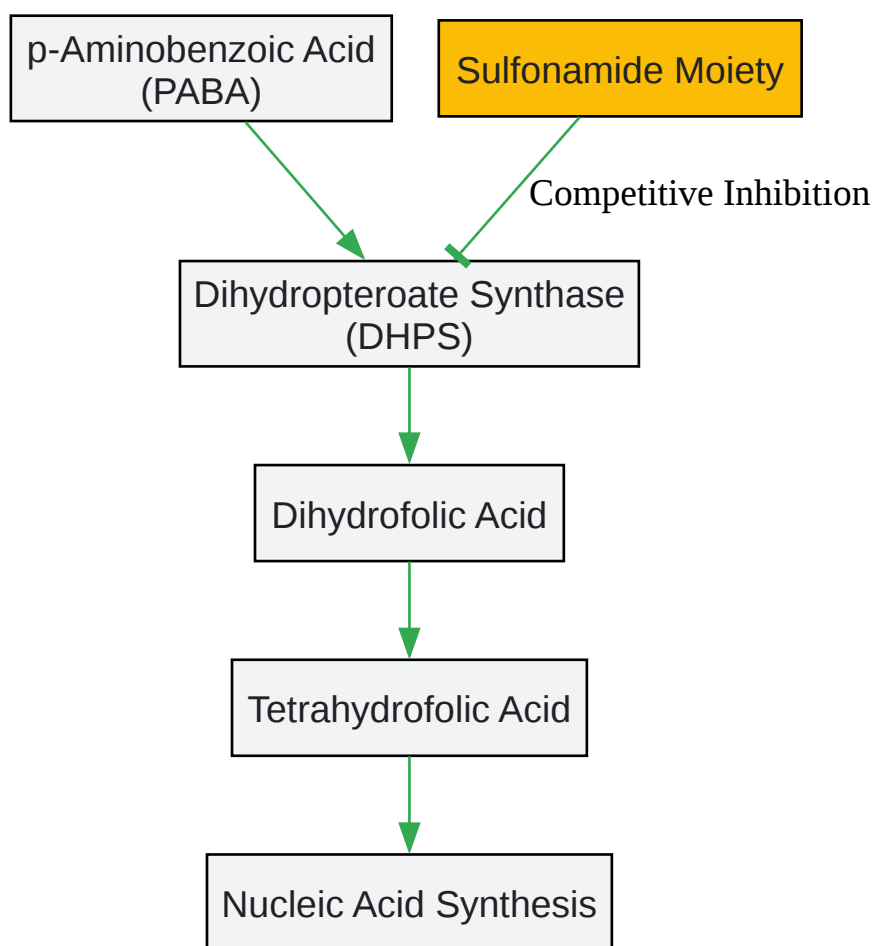 p-Aminobenzoic Acid
(PABA)
Sulfonamide Moiety
Competitive Inhibition
Dihydropteroate Synthase
(DHPS)
Dihydrofolic Acid
Tetrahydrofolic Acid
Nucleic Acid Synthesis